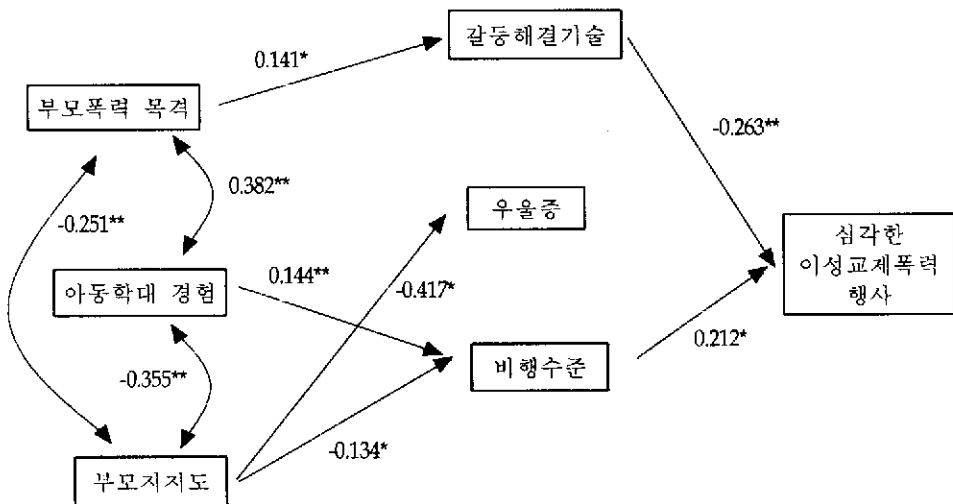 갈등해결기술
0.141*
부모폭력 목격
-0.263**
0.382**
우울증
-0.251**
심각한
이성교제폭력
행사
0.144**
아동학대 경험
-0.417*
0.212*
비행수준
-0.355**
-0.134*
부모지지도